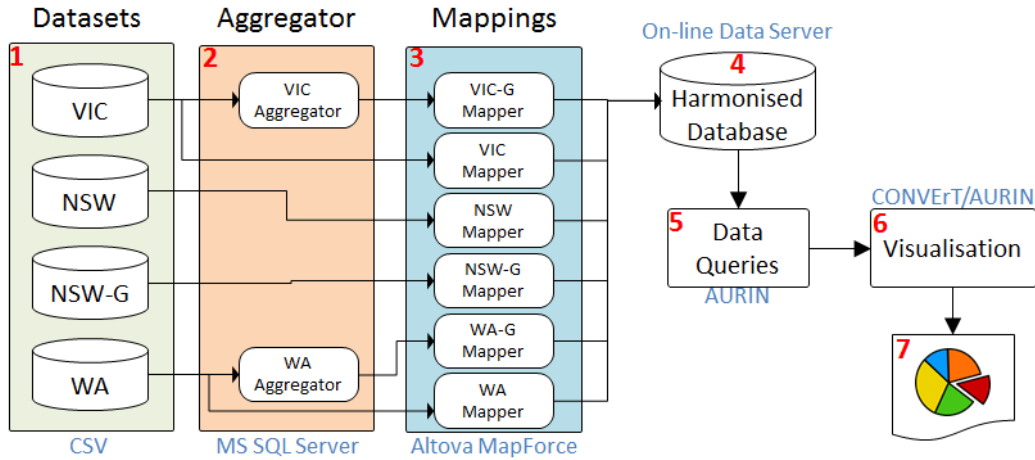 Datasets
Aggregator
Mappings
1
VIC
NSW
NSW-G
WA
CSV
2
VIC
Aggregator
WA
Aggregator
MS SQL Server
3
VIC-G
Mapper
VIC
Mapper
NSW
Mapper
NSW-G
Mapper
WA-G
Mapper
WA
Mapper
Altova MapForce
On-line Data Server
4
Harmonised
Database
5
Data
Queries
AURIN
CONVErT/AURIN
6
Visualisation
7